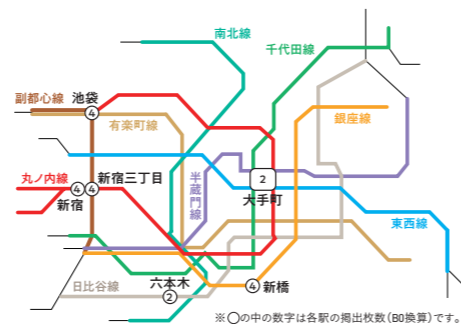 南北線
千代田線
副都心線
池袋
4
有楽町線
銀座線
丸ノ内線
4
4
新宿三丁目
新宿
半蔵門線
2
大手町
東西線
日比谷線
六本木
2
4
新橋
※◯の中の数字は各駅の掲出枚数(B0換算)です。